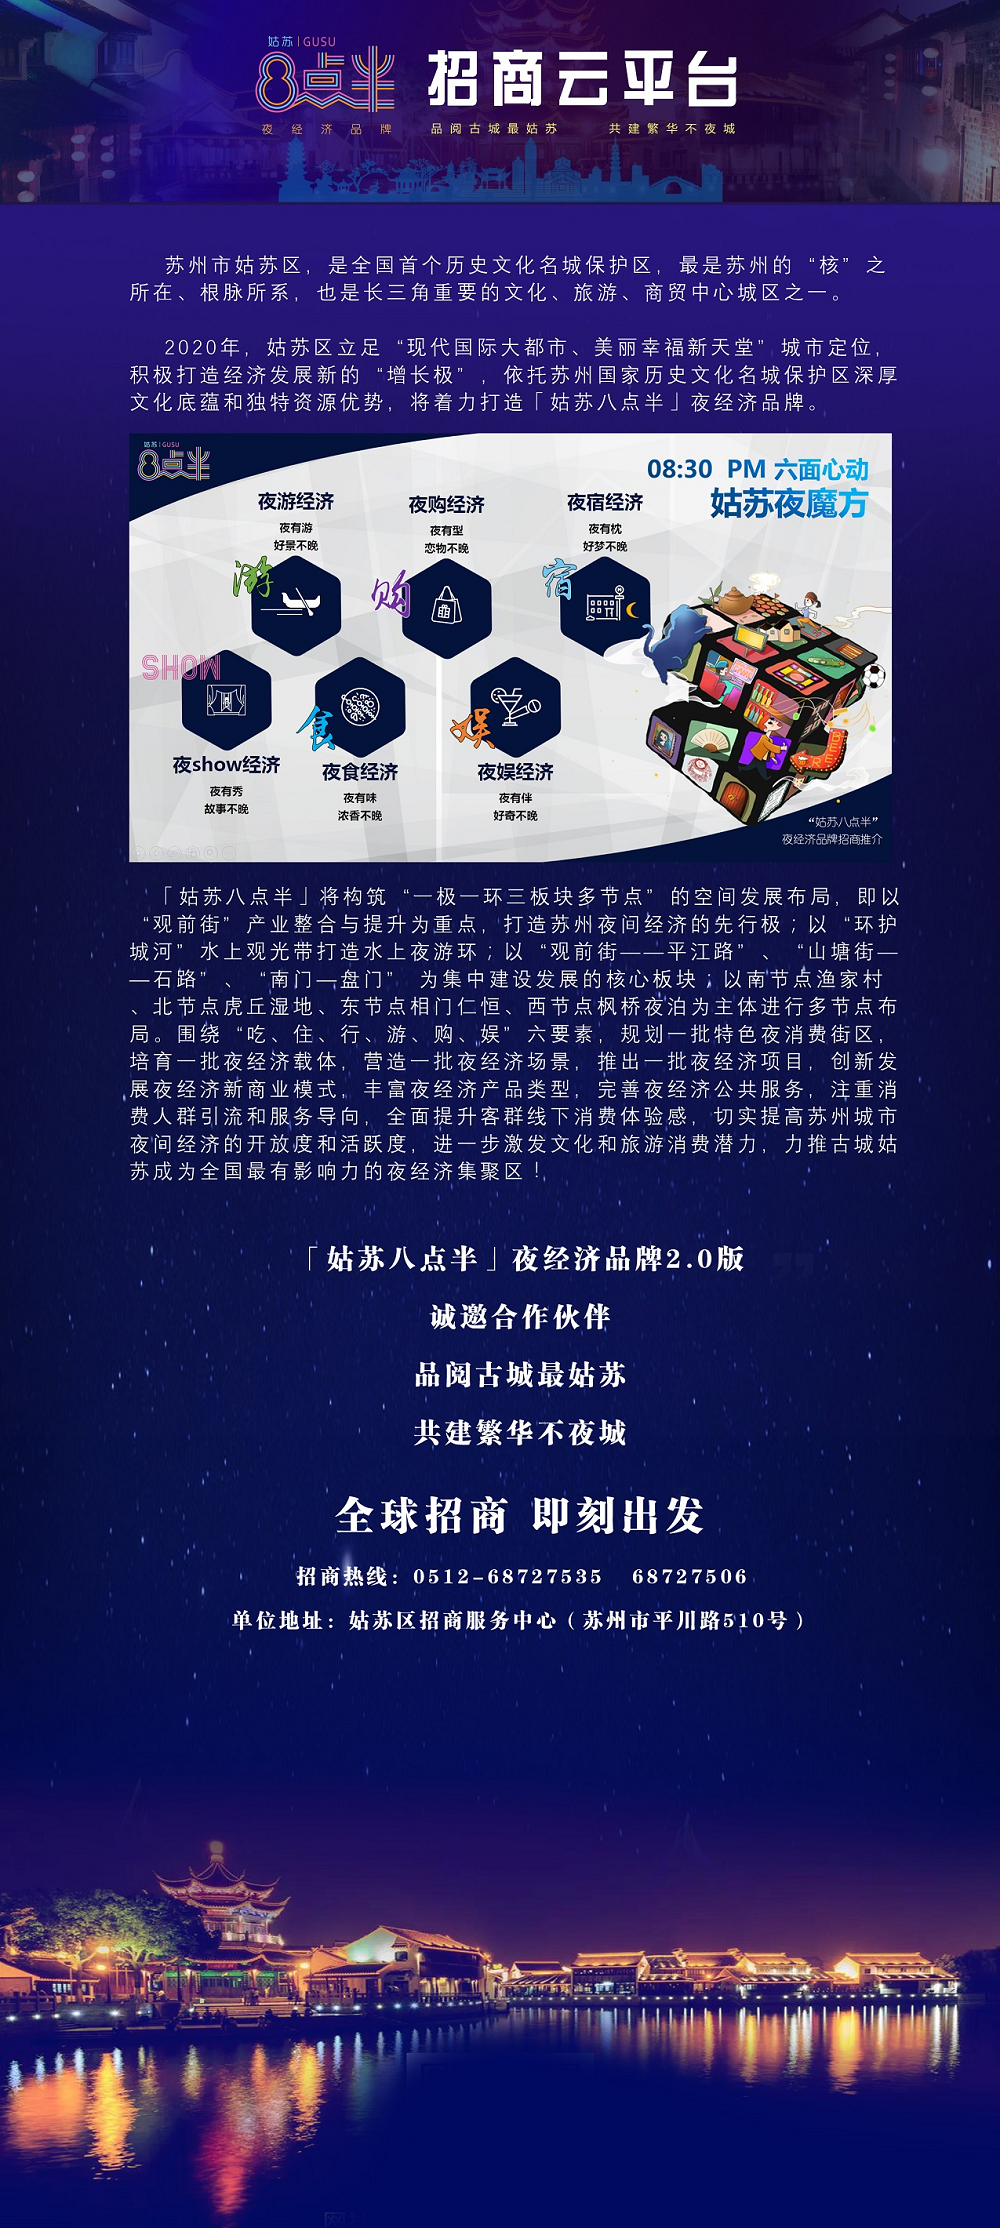 姑苏 | GUSU
8点半 招商云平台
夜经济品牌 品阅古城最姑苏 共建繁华不夜城
苏州市姑苏区，是全国首个历史文化名城保护区，最是苏州的“核”之
所在、根脉所系，也是长三角重要的文化、旅游、商贸中心城区之一。
2020年，姑苏区立足“现代国际大都市、美丽幸福新天堂”城市定位，
积极打造经济发展新的“增长极”，依托苏州国家历史文化名城保护区深厚
文化底蕴和独特资源优势，将着力打造「姑苏八点半」夜经济品牌。
姑苏 | GUSU
8点半
08:30 PM 六面心动
姑苏夜魔方
夜游经济 夜购经济 夜宿经济
夜有游 夜有型 夜有枕
好景不晚 恋物不晚 好梦不晚
游 购 宿
SHOW 食 娱
夜show经济 夜食经济 夜娱经济
夜有秀 夜有味 夜有伴
故事不晚 浓香不晚 好奇不晚
“姑苏八点半”
夜经济品牌招商推介
「姑苏八点半」将构筑“一极一环三板块多节点”的空间发展布局，即以
“观前街”产业整合与提升为重点，打造苏州夜间经济的先行极；以“环护
城河”水上观光带打造水上夜游环；以“观前街——平江路”、“山塘街—
—石路”、“南门—盘门”为集中建设发展的核心板块；以南节点渔家村
、北节点虎丘湿地、东节点相门仁恒、西节点枫桥夜泊为主体进行多节点布
局。围绕“吃、住、行、游、购、娱”六要素，规划一批特色夜消费街区，
培育一批夜经济载体，营造一批夜经济场景，推出一批夜经济项目，创新发
展夜经济新商业模式，丰富夜经济产品类型，完善夜经济公共服务，注重消
费人群引流和服务导向，全面提升客群线下消费体验感，切实提高苏州城市
夜间经济的开放度和活跃度，进一步激发文化和旅游消费潜力，力推古城姑
苏成为全国最有影响力的夜经济集聚区！
「姑苏八点半」夜经济品牌2.0版
诚邀合作伙伴
品阅古城最姑苏
共建繁华不夜城
全球招商 即刻出发
招商热线：0512-68727535 68727506
单位地址：姑苏区招商服务中心（苏州市平川路510号）